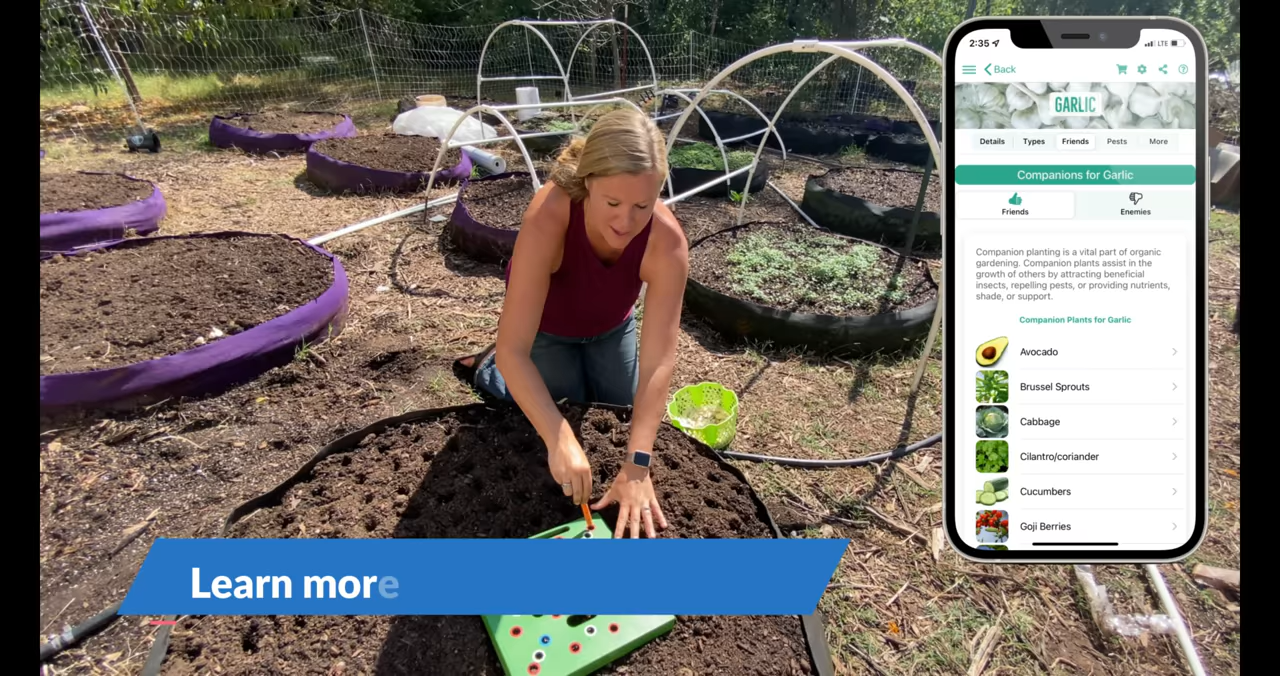 2:35
LTE
Back
GARLIC
Details Types Friends Pests More
Companions for Garlic
Friends Enemies
Companion planting is a vital part of organic
gardening. Companion plants assist in the
growth of others by attracting beneficial
insects, repelling pests, or providing nutrients,
shade, or support.
Companion Plants for Garlic
Avocado
Brussel Sprouts
Cabbage
Cilantro/coriander
Cucumbers
Goji Berries
Learn more